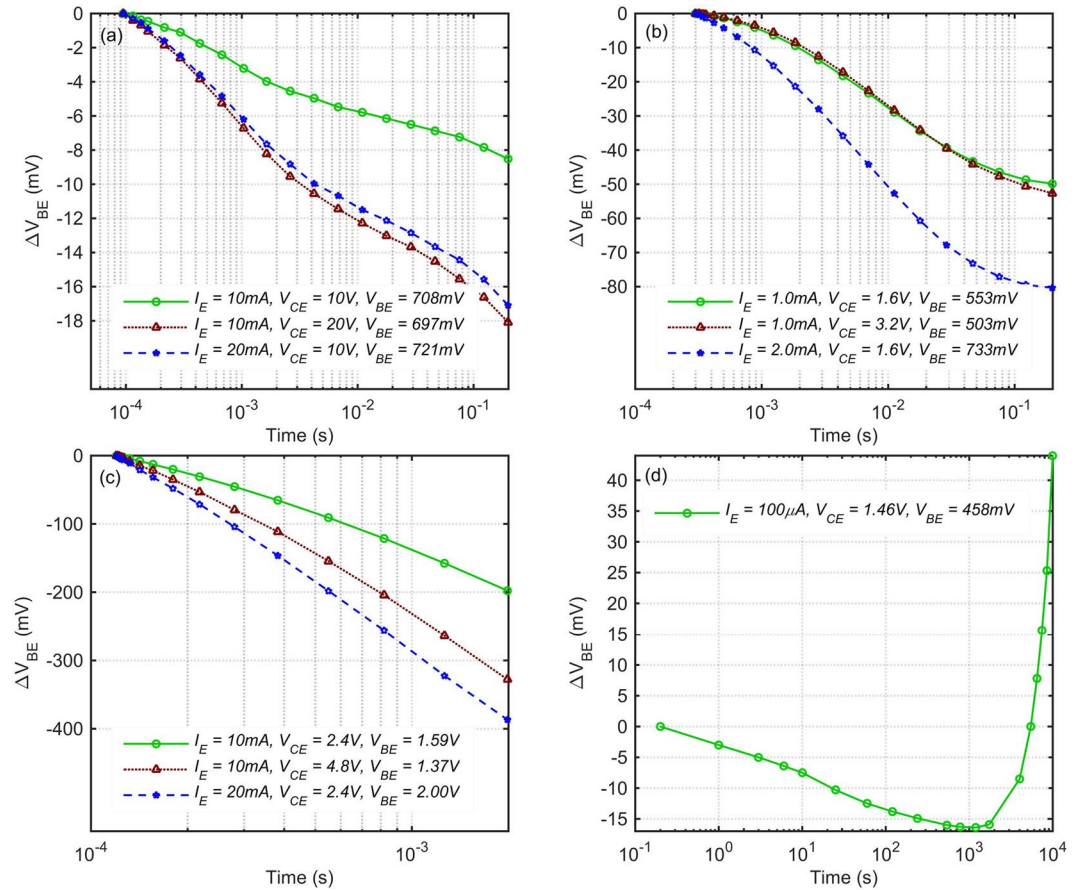 (a)
0
-2
-4
-6
-8
-10
-12
-14
-16
-18
ΔV_BE (mV)
I_E = 10mA, V_CE = 10V, V_BE = 708mV
I_E = 10mA, V_CE = 20V, V_BE = 697mV
I_E = 20mA, V_CE = 10V, V_BE = 721mV
10^-4 10^-3 10^-2 10^-1
Time (s)
(b)
0
-10
-20
-30
-40
-50
-60
-70
-80
ΔV_BE (mV)
I_E = 1.0mA, V_CE = 1.6V, V_BE = 553mV
I_E = 1.0mA, V_CE = 3.2V, V_BE = 503mV
I_E = 2.0mA, V_CE = 1.6V, V_BE = 733mV
10^-4 10^-3 10^-2 10^-1
Time (s)
(c)
0
-100
-200
-300
-400
ΔV_BE (mV)
I_E = 10mA, V_CE = 2.4V, V_BE = 1.59V
I_E = 10mA, V_CE = 4.8V, V_BE = 1.37V
I_E = 20mA, V_CE = 2.4V, V_BE = 2.00V
10^-4 10^-3
Time (s)
(d)
40
35
30
25
20
15
10
5
0
-5
-10
-15
-17
ΔV_BE (mV)
I_E = 100μA, V_CE = 1.46V, V_BE = 458mV
10^-1 10^0 10^1 10^2 10^3 10^4
Time (s)